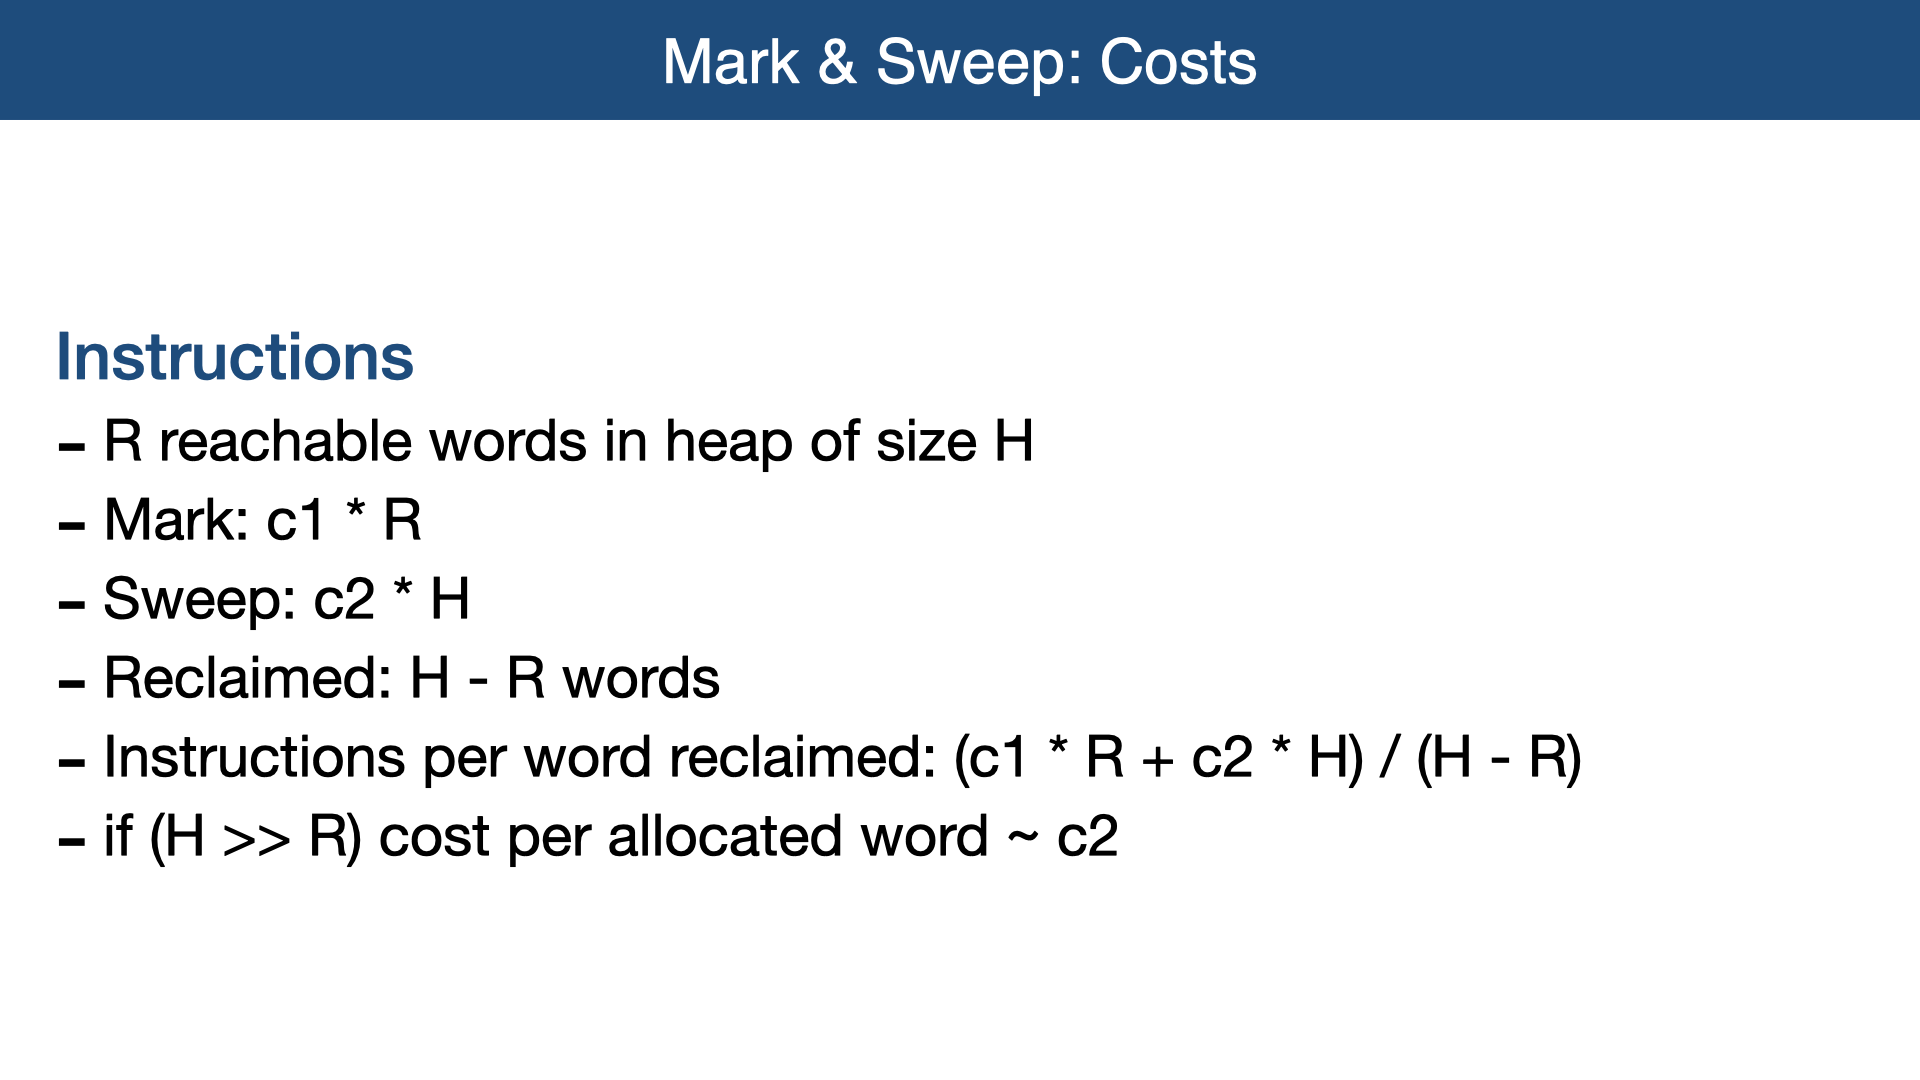 Mark & Sweep: Costs
Instructions
- R reachable words in heap of size H
- Mark: c1 * R
- Sweep: c2 * H
- Reclaimed: H - R words
- Instructions per word reclaimed: (c1 * R + c2 * H) / (H - R)
- if (H >> R) cost per allocated word ~ c2